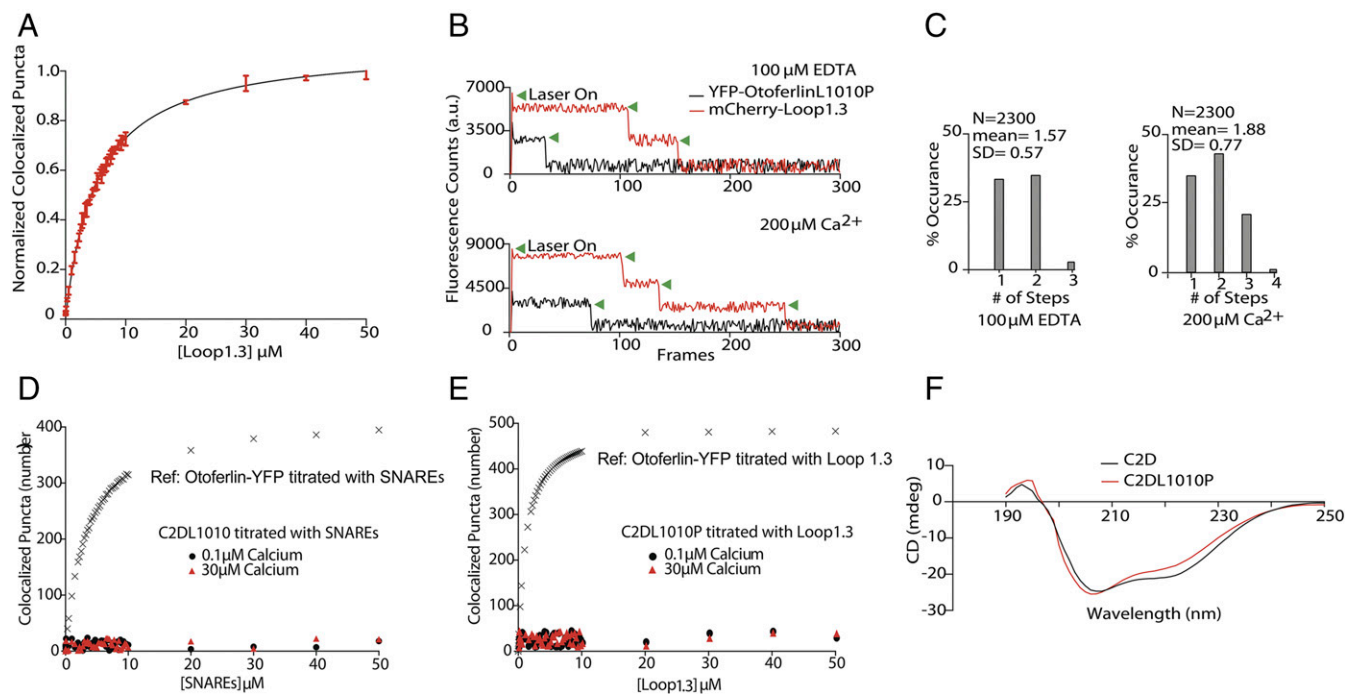 A
Normalized Colocalized Puncta
1.0
0.8
0.6
0.4
0.2
0
0 10 20 30 40 50
[Loop1.3] µM
B
Fluorescence Counts (a.u.)
100 µM EDTA
YFP-OtoferlinL1010P
mCherry-Loop1.3
Laser On
7000
3500
0
0 100 200 300
200 µM Ca2+
Laser On
9000
4500
0
0 100 200 300
Frames
C
N=2300
mean= 1.57
SD= 0.57
% Occurance
50
25
0
1 2 3
# of Steps
100 µM EDTA
N=2300
mean= 1.88
SD= 0.77
% Occurance
50
25
0
1 2 3 4
# of Steps
200 µM Ca2+
D
Colocalized Puncta (number)
400
300
200
100
0
Ref: Otoferlin-YFP titrated with SNAREs
C2DL1010 titrated with SNAREs
0.1µM Calcium
30µM Calcium
0 10 20 30 40 50
[SNAREs]µM
E
Colocalized Puncta (number)
500
400
300
200
100
0
Ref: Otoferlin-YFP titrated with Loop 1.3
C2DL1010P titrated with Loop1.3
0.1µM Calcium
30µM Calcium
0 10 20 30 40 50
[Loop1.3] µM
F
C2D
C2DL1010P
CD (mdeg)
10
0
-10
-20
-30
190 210 230 250
Wavelength (nm)